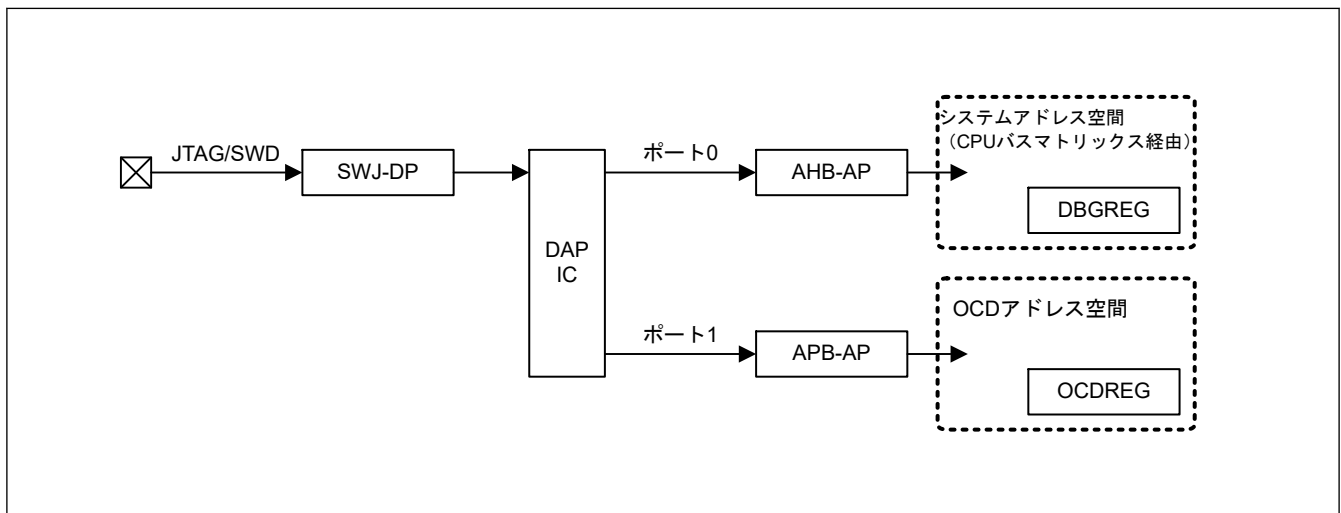 JTAG/SWD
SWJ-DP
DAP
IC
ポート0
AHB-AP
システムアドレス空間
（CPUバスマトリックス経由）
DBGREG
ポート1
APB-AP
OCDアドレス空間
OCDREG